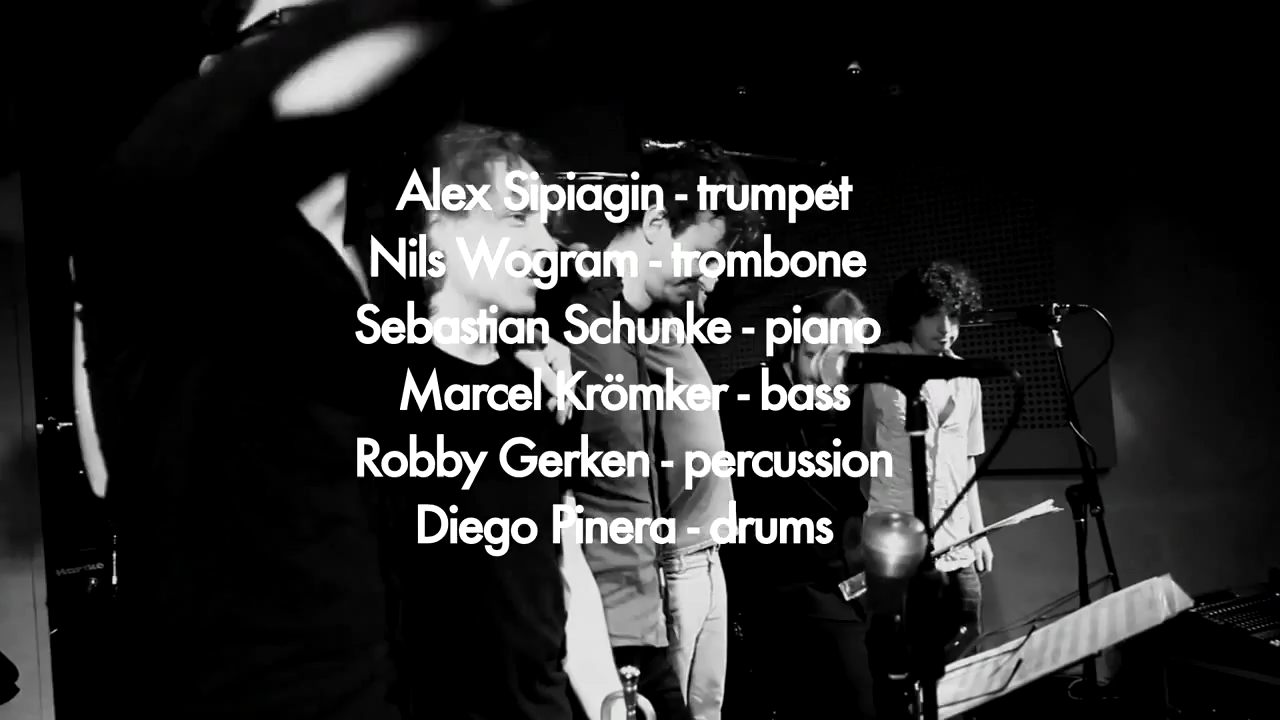 Alex Sipiagin - trumpet
Nils Wogram - trombone
Sebastian Schunke - piano
Marcel Krömker - bass
Robby Gerken - percussion
Diego Pinera - drums